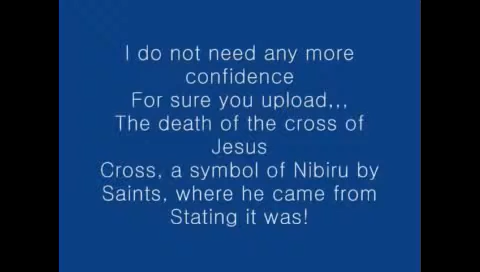 I do not need any more
confidence
For sure you upload,,,
The death of the cross of
Jesus
Cross, a symbol of Nibiru by
Saints, where he came from
Stating it was!